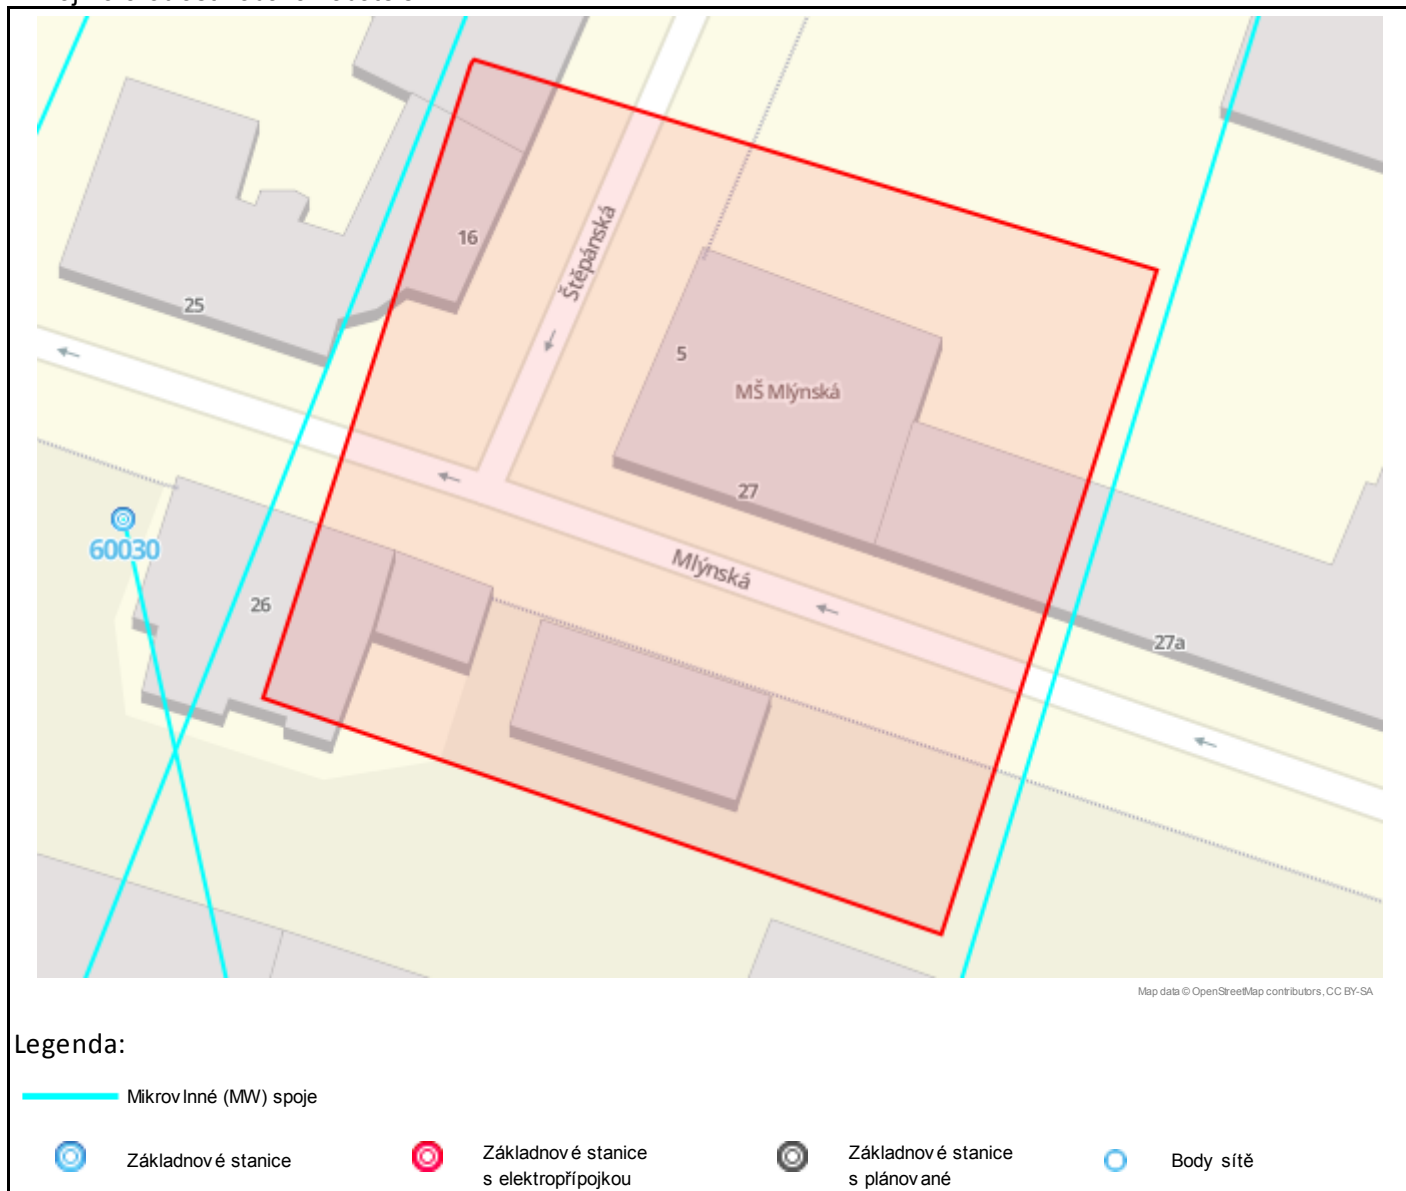 16
Štěpánská
25
5
MŠ Mlýnská
27
60030
Mlýnská
26
27a
Map data © OpenStreetMap contributors, CC BY-SA
Legenda:
Mikrovlnné (MW) spoje
Základnové stanice
Základnové stanice
s elektropřípojkou
Základnové stanice
s plánované
Body sítě